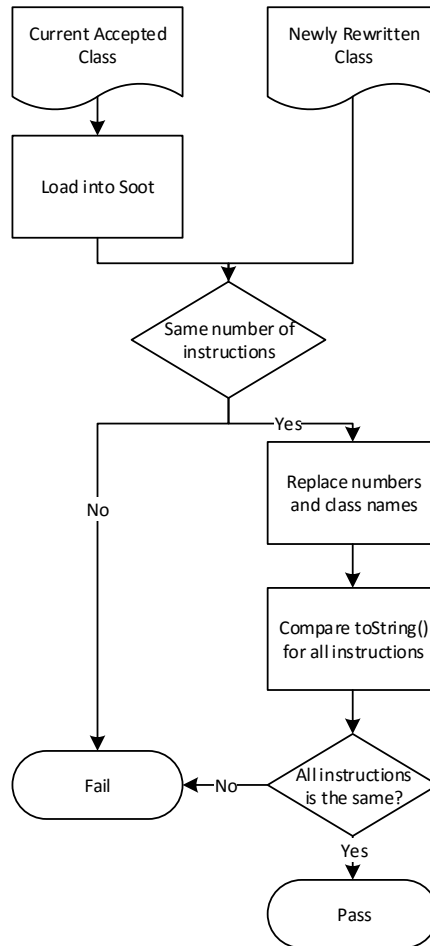 Current Accepted
Class
Newly Rewritten
Class
Load into Soot
Same number of
instructions
Yes
No
Replace numbers
and class names
Compare toString()
for all instructions
All instructions
is the same?
No
Fail
Yes
Pass